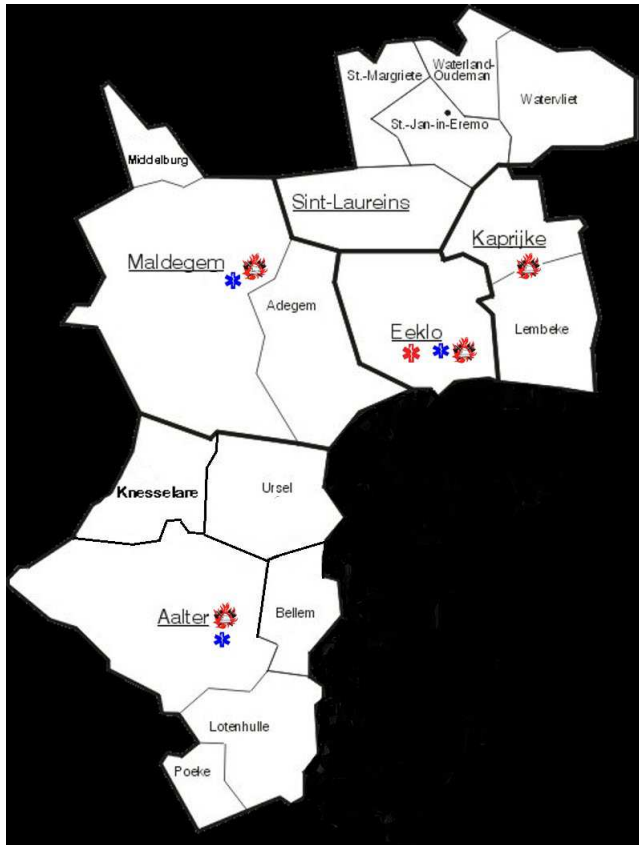 St.-Margriete
Waterland-
Oudeman
Watervliet
St.-Jan-in-Eremo
Middelburg
Sint-Laureins
Kaprijke
Maldegem
Adegem
Eeklo
Lembeke
Knesselare
Ursel
Aalter
Bellem
Lotenhulle
Poeke